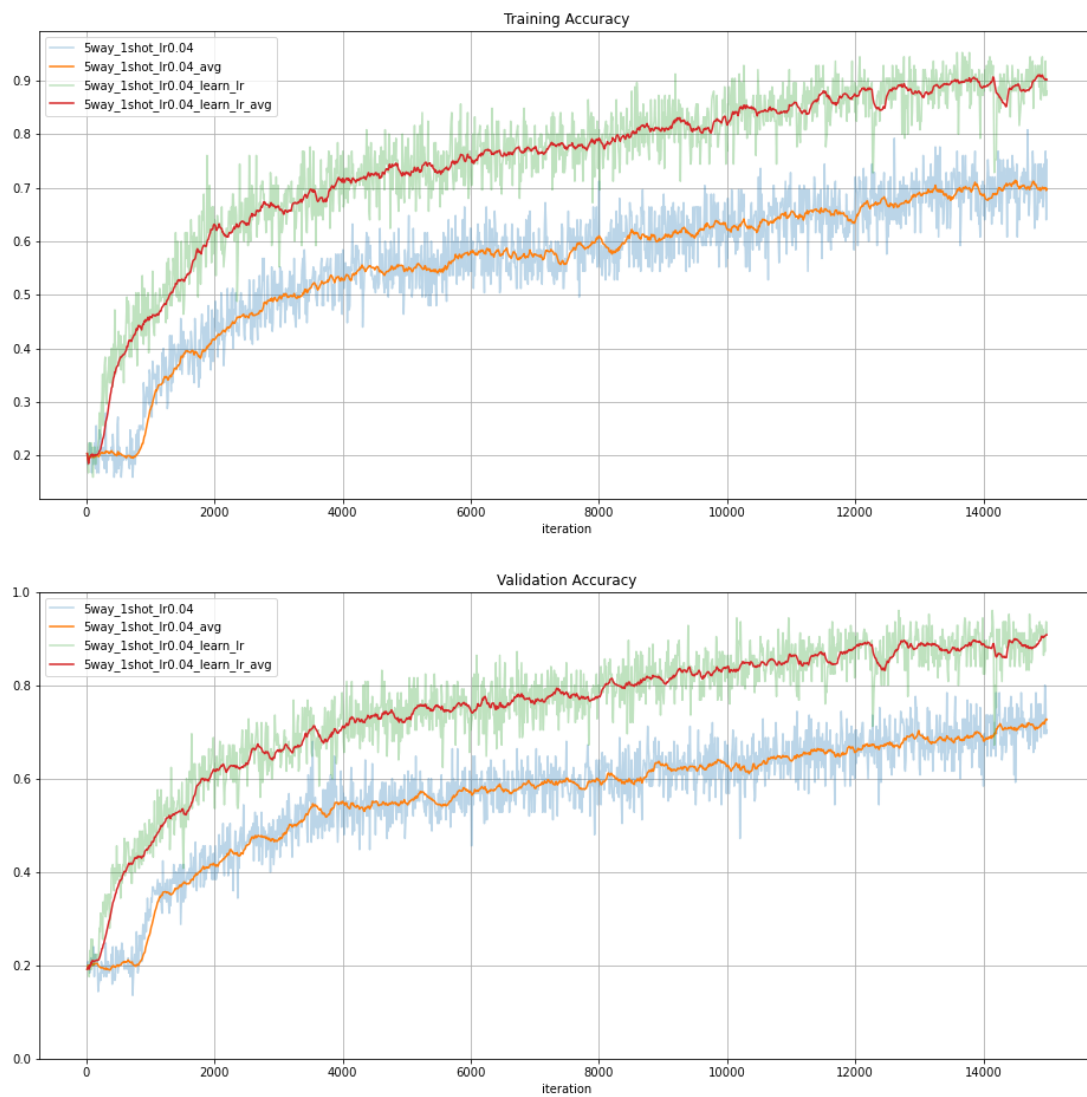 Training Accuracy
5way_1shot_lr0.04
5way_1shot_lr0.04_avg
5way_1shot_lr0.04_learn_lr
5way_1shot_lr0.04_learn_lr_avg
0.9
0.8
0.7
0.6
0.5
0.4
0.3
0.2
0 2000 4000 6000 8000 10000 12000 14000
iteration
Validation Accuracy
5way_1shot_lr0.04
5way_1shot_lr0.04_avg
5way_1shot_lr0.04_learn_lr
5way_1shot_lr0.04_learn_lr_avg
1.0
0.8
0.6
0.4
0.2
0.0
0 2000 4000 6000 8000 10000 12000 14000
iteration